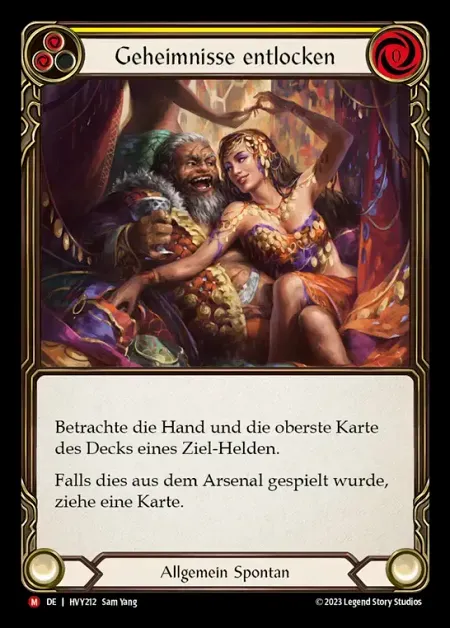 Geheimnisse entlocken
0
Betrachte die Hand und die oberste Karte
des Decks eines Ziel-Helden.
Falls dies aus dem Arsenal gespielt wurde,
ziehe eine Karte.
Allgemein Spontan
M DE | HVY212 Sam Yang
© 2023 Legend Story Studios